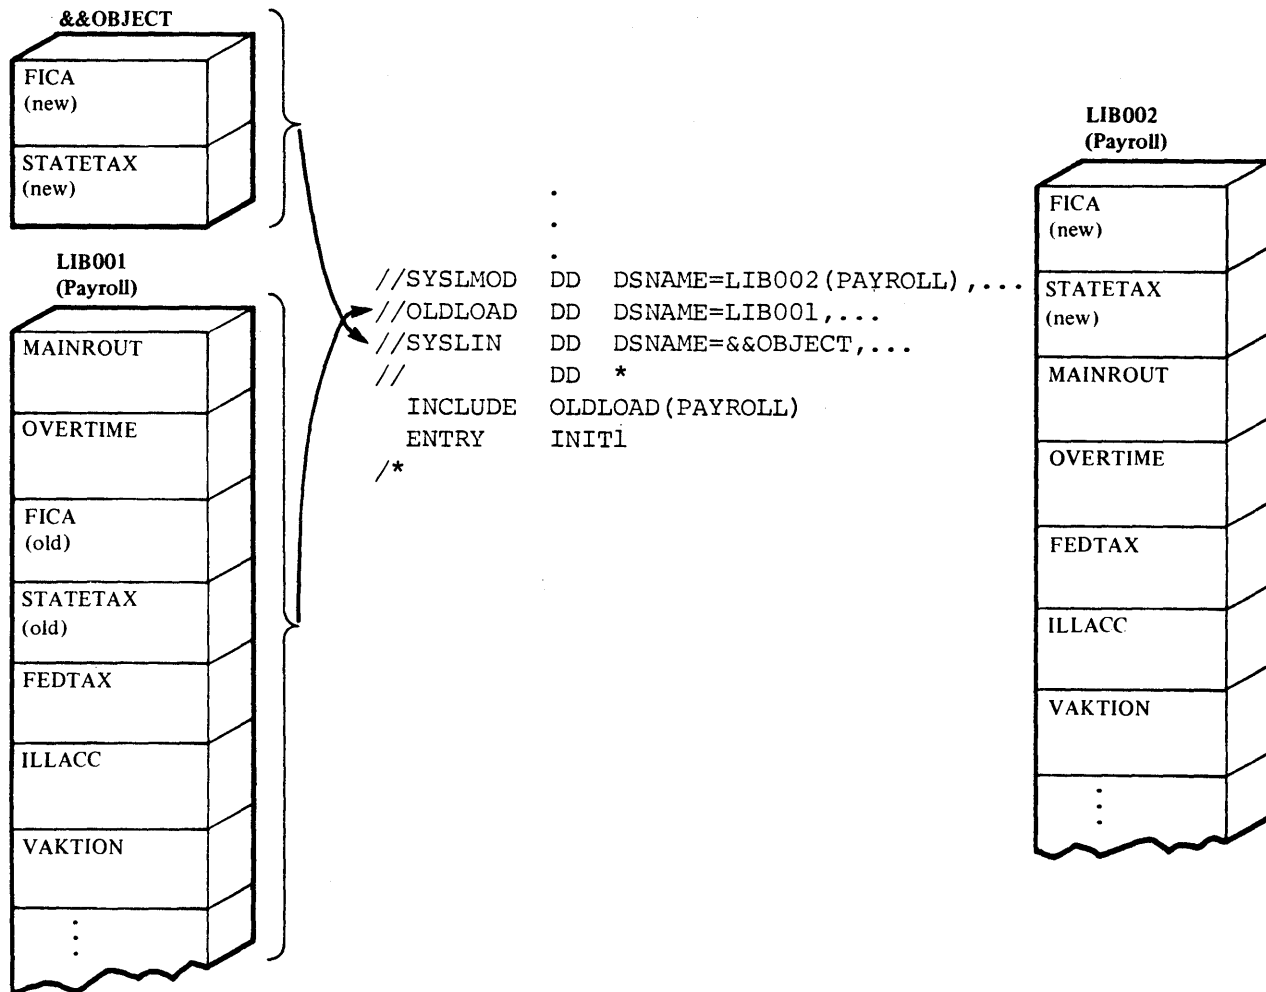 &&OBJECT
FICA
(new)
STATETAX
(new)
LIB001
(Payroll)
MAINROUT
OVERTIME
FICA
(old)
STATETAX
(old)
FEDTAX
ILLACC
VAKTION
.
.
.
.
.
.
//SYSLMOD DD DSNAME=LIB002(PAYROLL),...
//OLDLOAD DD DSNAME=LIB001,...
//SYSLIN DD DSNAME=&&OBJECT,...
// DD *
INCLUDE OLDLOAD(PAYROLL)
ENTRY INIT1
/*
LIB002
(Payroll)
FICA
(new)
STATETAX
(new)
MAINROUT
OVERTIME
FEDTAX
ILLACC
VAKTION
.
.
.